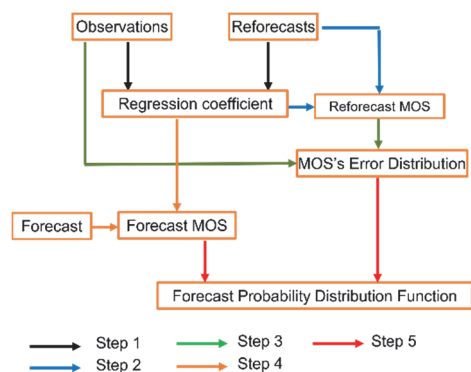 Observations
Reforecasts
Regression coefficient
Reforecast MOS
MOS's Error Distribution
Forecast
Forecast MOS
Forecast Probability Distribution Function
Step 1
Step 3
Step 5
Step 2
Step 4